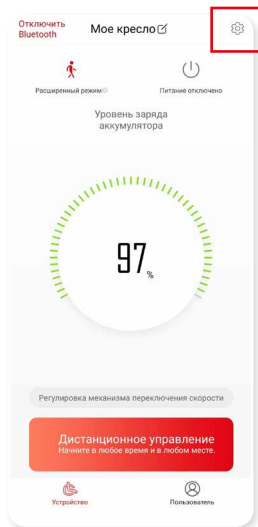 Отключить
Bluetooth
Мое кресло
Расширенный режим
Питание отключено
Уровень заряда
аккумулятора
97%
Регулировка механизма переключения скорости
Дистанционное управление
Начните в любое время и в любом месте.
Устройство
Пользователь